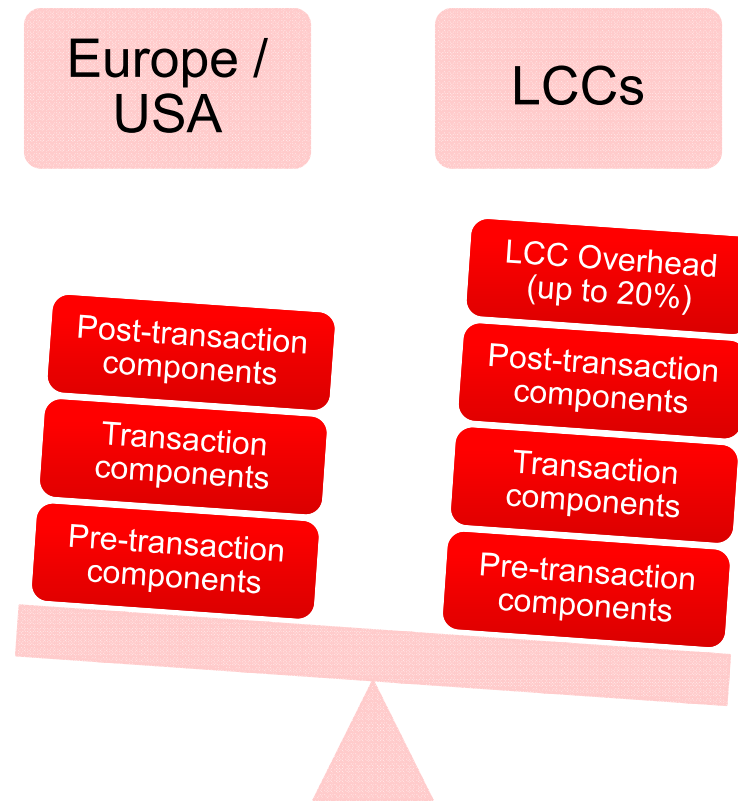 Europe /
USA
LCCs
Post-transaction
components
Transaction
components
Pre-transaction
components
LCC Overhead
(up to 20%)
Post-transaction
components
Transaction
components
Pre-transaction
components